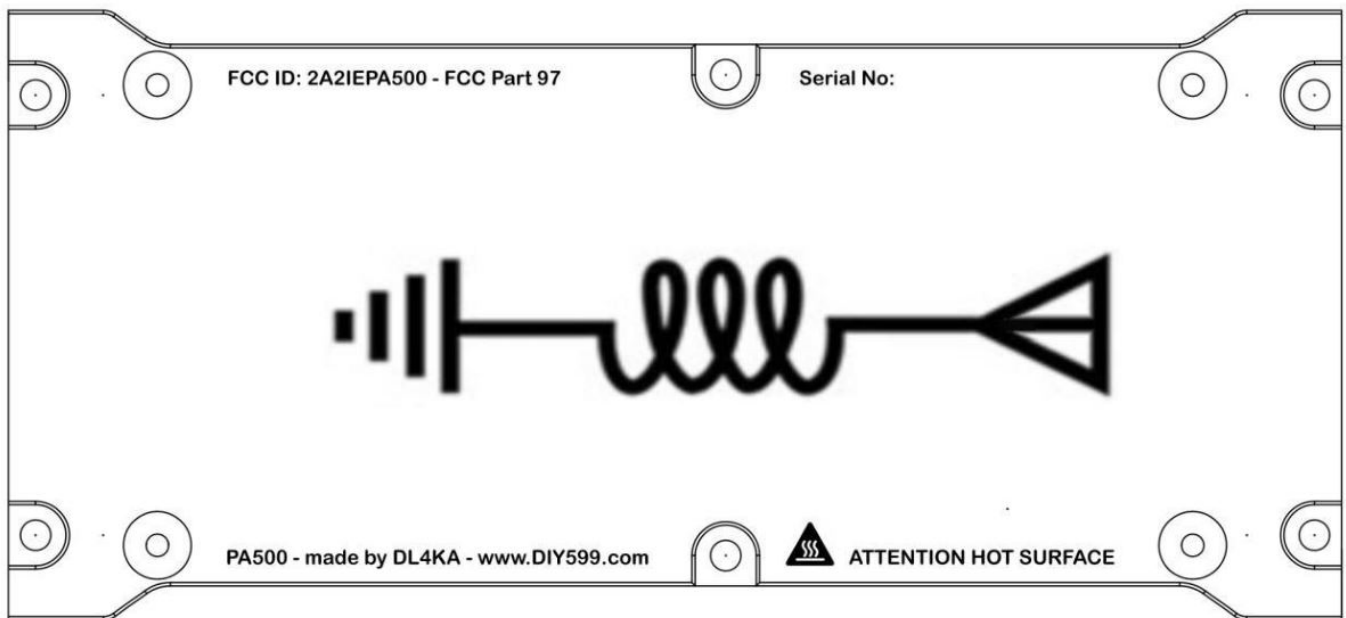 FCC ID: 2A2IEPA500 - FCC Part 97
Serial No:
PA500 - made by DL4KA - www.DIY599.com
ATTENTION HOT SURFACE